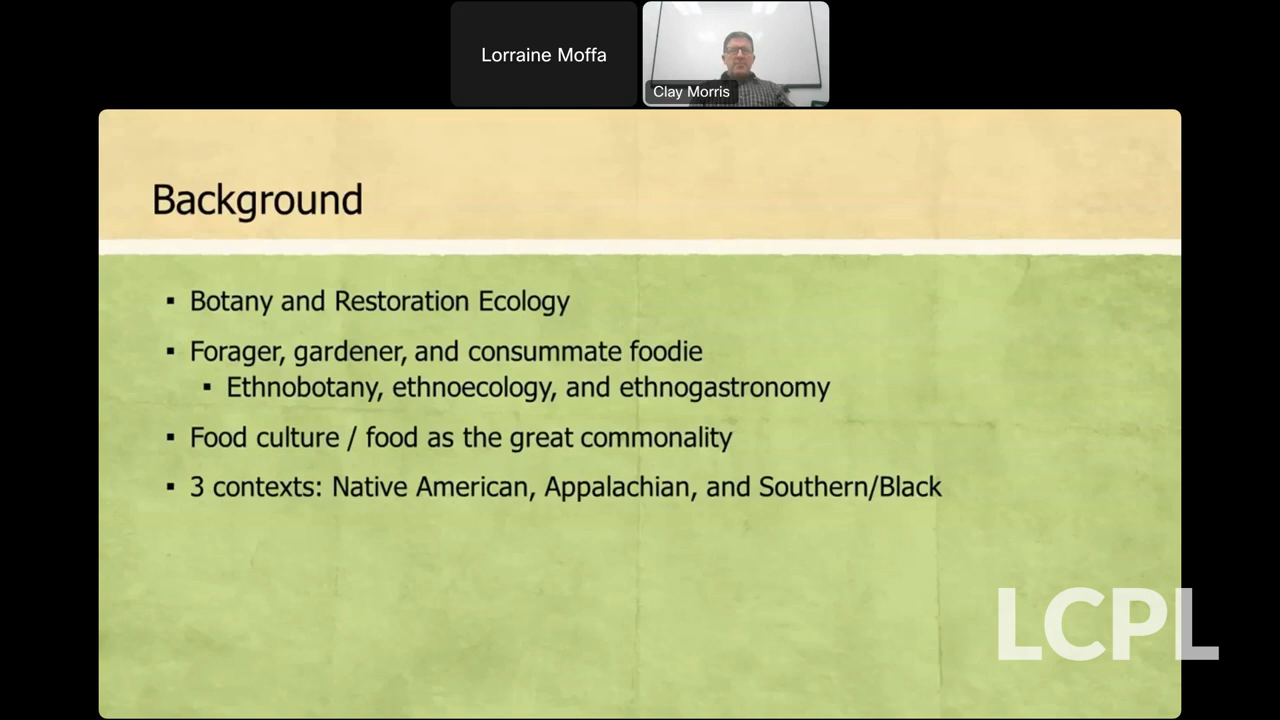 Lorraine Moffa
Clay Morris
Background
▪ Botany and Restoration Ecology
▪ Forager, gardener, and consummate foodie
▪ Ethnobotany, ethnoecology, and ethnogastronomy
▪ Food culture / food as the great commonality
▪ 3 contexts: Native American, Appalachian, and Southern/Black
LCPL